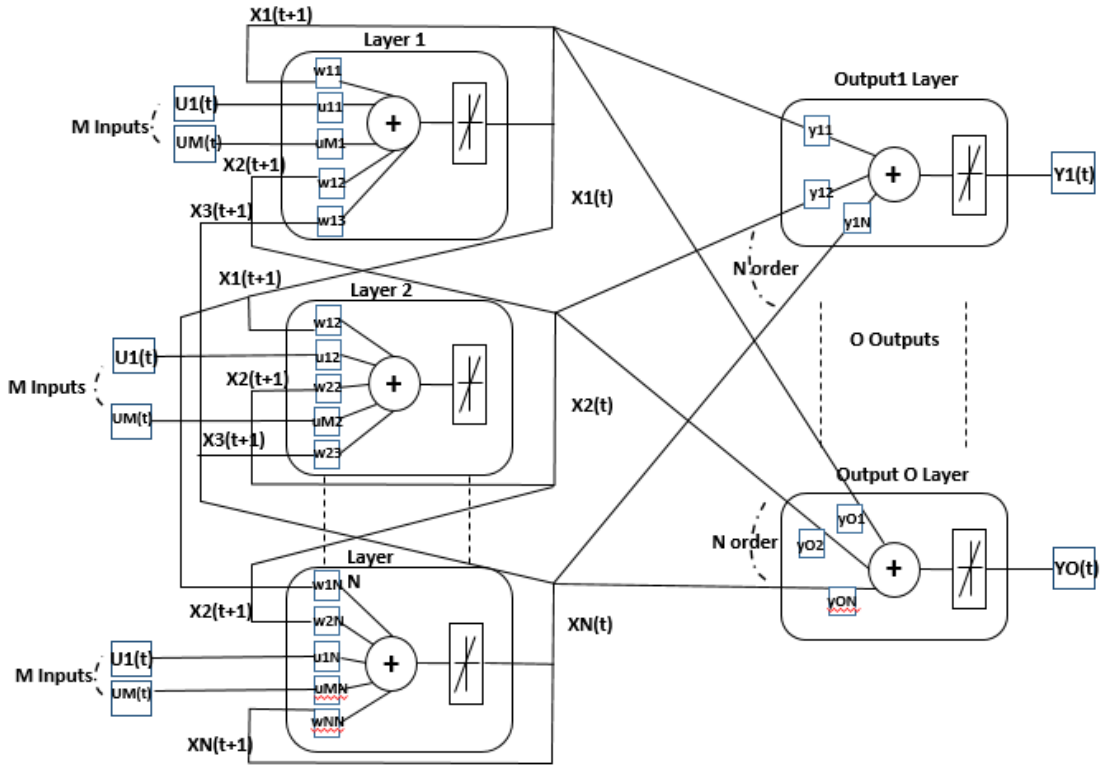 X1(t+1)
Layer 1
w11
U1(t)
u11
M Inputs
UM(t)
uM1
+
X2(t+1)
w12
X3(t+1)
w13
X1(t)
Output1 Layer
y11
y12
y1N
+
Y1(t)
N order
X1(t+1)
Layer 2
w12
U1(t)
u12
M Inputs
X2(t+1)
w22
+
UM(t)
uM2
X3(t+1)
w23
X2(t)
O Outputs
Output O Layer
yO1
N order
yO2
yON
+
YO(t)
Layer
w1N N
X2(t+1)
w2N
U1(t)
u1N
M Inputs
UM(t)
uMN
+
wNN
XN(t+1)
XN(t)